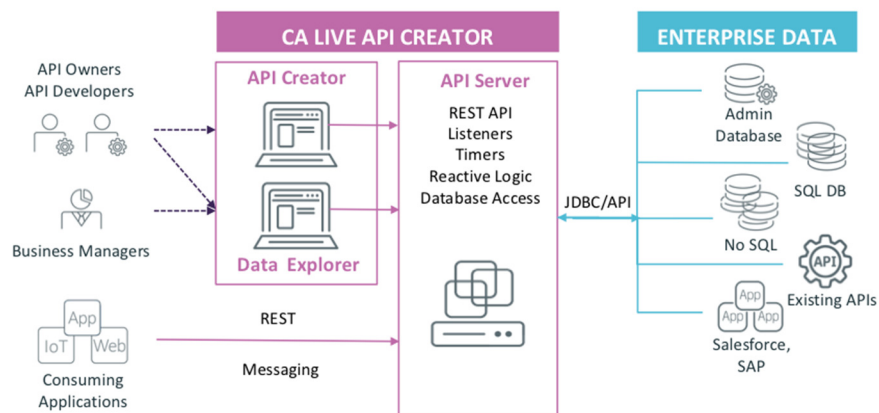 CA LIVE API CREATOR
ENTERPRISE DATA
API Owners
API Developers
Business Managers
App
IoT
Web
Consuming
Applications
API Creator
Data Explorer
REST
Messaging
API Server
REST API
Listeners
Timers
Reactive Logic
Database Access
JDBC/API
Admin
Database
SQL DB
No SQL
API
Existing APIs
App
App
App
Salesforce,
SAP